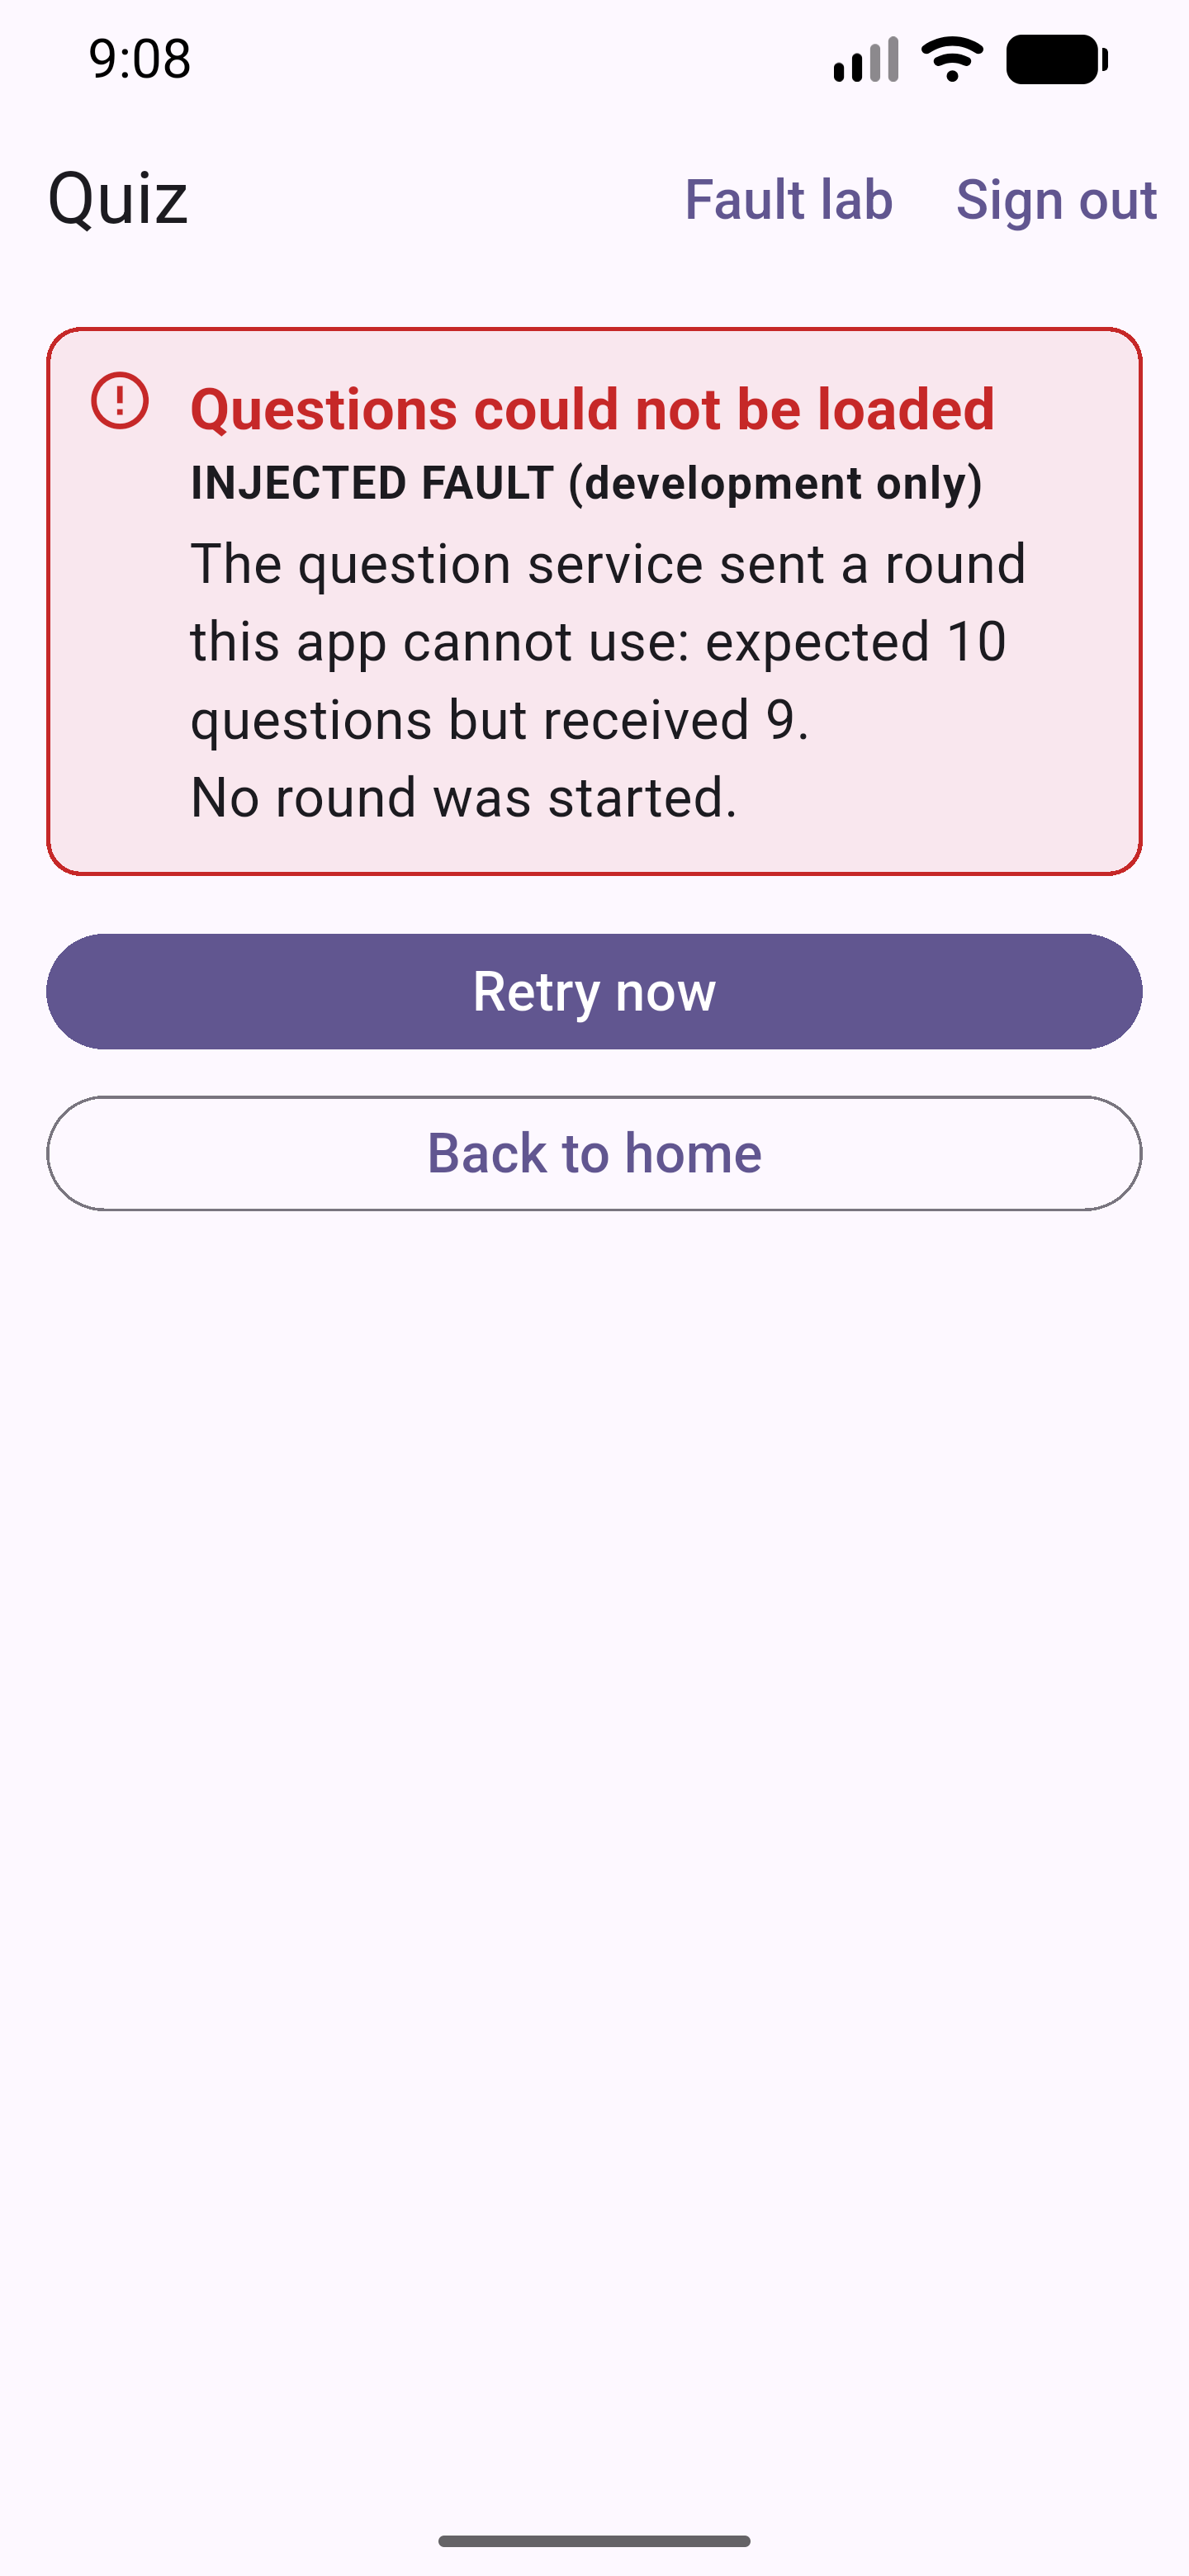 9:08
Quiz
Fault lab
Sign out
Questions could not be loaded
INJECTED FAULT (development only)
The question service sent a round
this app cannot use: expected 10
questions but received 9.
No round was started.
Retry now
Back to home